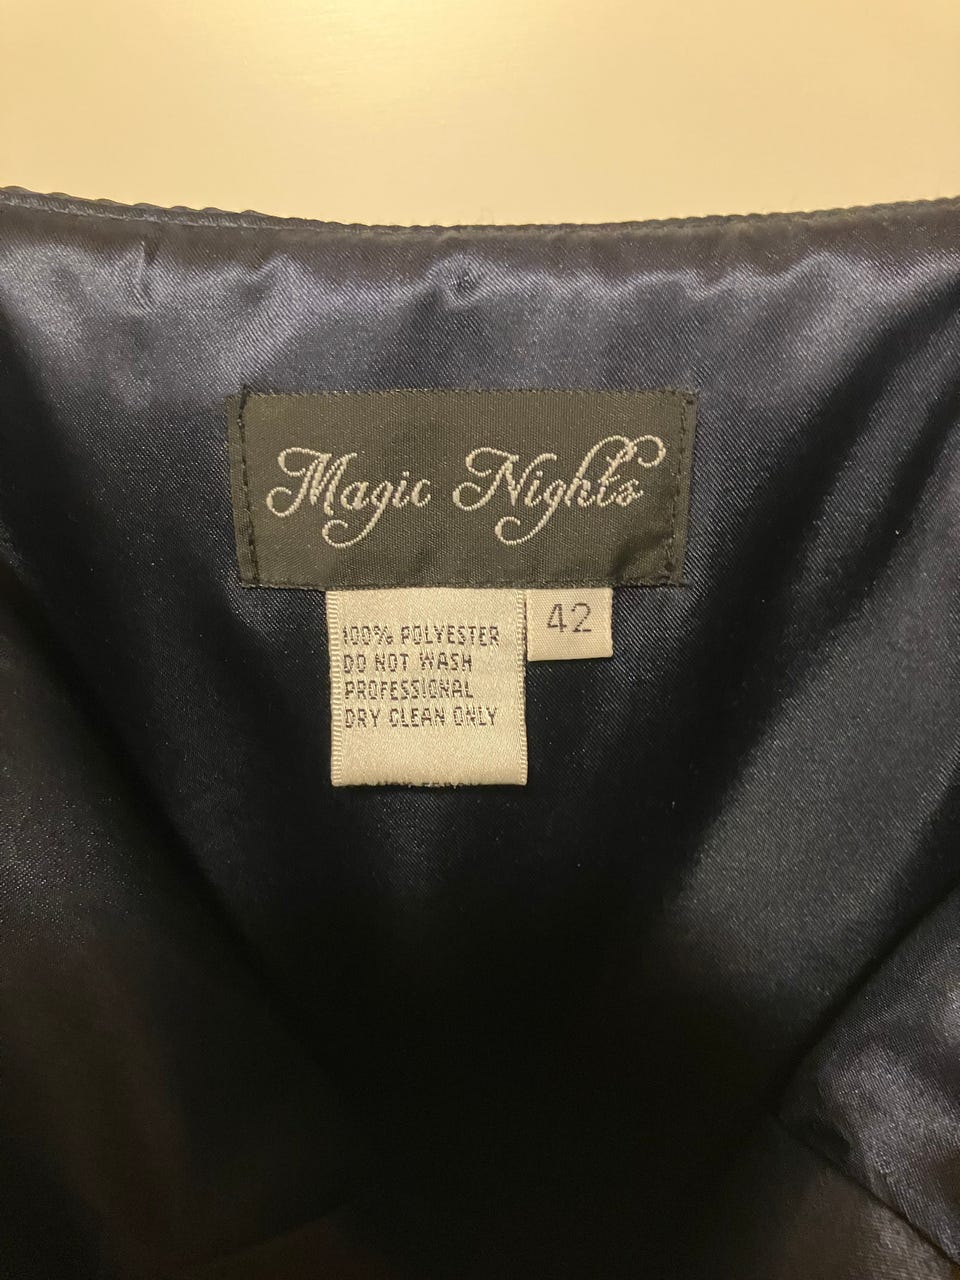 Magic Nights
42
100% POLYESTER
DO NOT WASH
PROFESSIONAL
DRY CLEAN ONLY